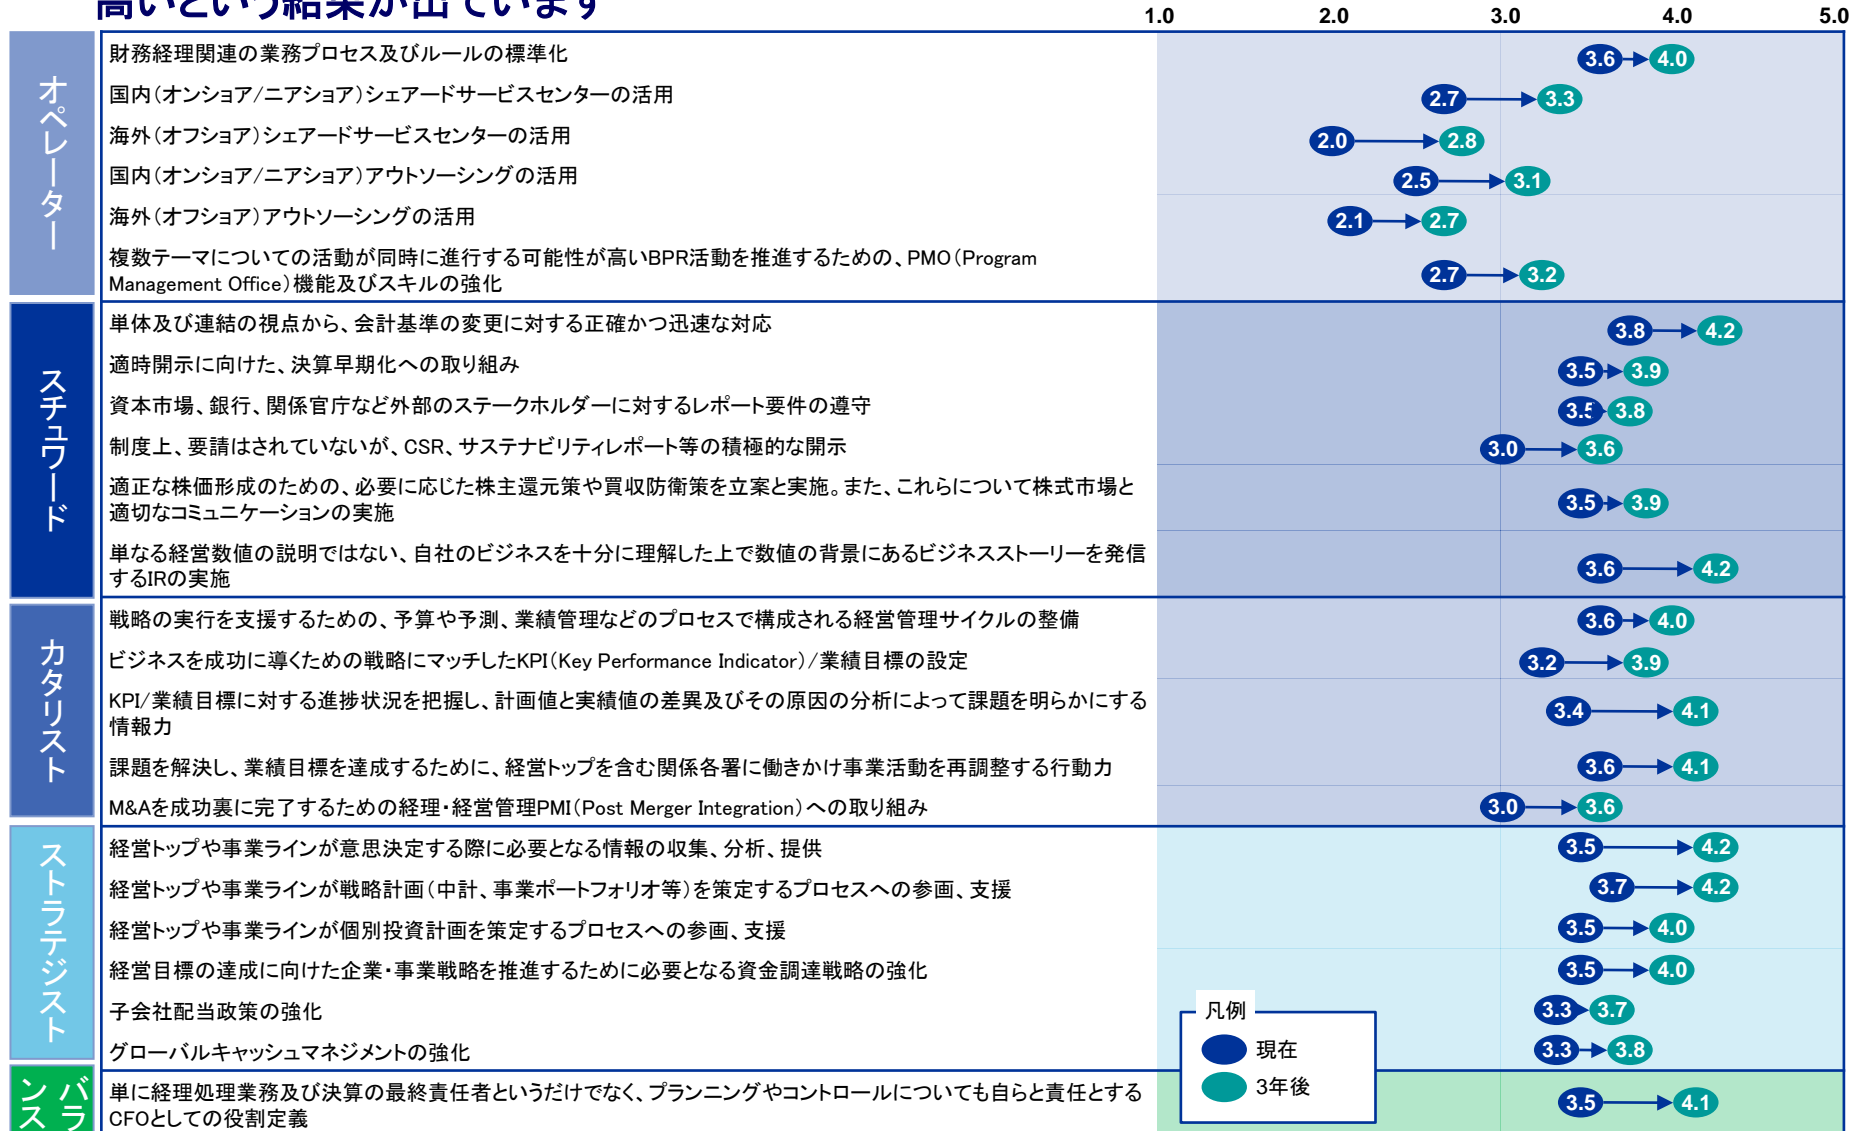 高いという結果が出ています
1.0 2.0 3.0 4.0 5.0
オペレーター
財務経理関連の業務プロセス及びルールの標準化 3.6 4.0
国内（オンショア/ニアショア）シェアードサービスセンターの活用 2.7 3.3
海外（オフショア）シェアードサービスセンターの活用 2.0 2.8
国内（オンショア/ニアショア）アウトソーシングの活用 2.5 3.1
海外（オフショア）アウトソーシングの活用 2.1 2.7
複数テーマについての活動が同時に進行する可能性が高いBPR活動を推進するための、PMO（Program
Management Office）機能及びスキルの強化 2.7 3.2
スチュワード
単体及び連結の視点から、会計基準の変更に対する正確かつ迅速な対応 3.8 4.2
適時開示に向けた、決算早期化への取り組み 3.5 3.9
資本市場、銀行、関係官庁など外部のステークホルダーに対するレポート要件の遵守 3.5 3.8
制度上、要請はされていないが、CSR、サステナビリティレポート等の積極的な開示 3.0 3.6
適正な株価形成のための、必要に応じた株主還元策や買収防衛策を立案と実施。また、これらについて株式市場と
適切なコミュニケーションの実施 3.5 3.9
単なる経営数値の説明ではない、自社のビジネスを十分に理解した上で数値の背景にあるビジネスストーリーを発信
するIRの実施 3.6 4.2
カタリスト
戦略の実行を支援するための、予算や予測、業績管理などのプロセスで構成される経営管理サイクルの整備 3.6 4.0
ビジネスを成功に導くための戦略にマッチしたKPI（Key Performance Indicator）/業績目標の設定 3.2 3.9
KPI/業績目標に対する進捗状況を把握し、計画値と実績値の差異及びその原因の分析によって課題を明らかにする
情報力 3.4 4.1
課題を解決し、業績目標を達成するために、経営トップを含む関係各署に働きかけ事業活動を再調整する行動力 3.6 4.1
M&Aを成功裏に完了するための経理・経営管理PMI（Post Merger Integration）への取り組み 3.0 3.6
ストラテジスト
経営トップや事業ラインが意思決定する際に必要となる情報の収集、分析、提供 3.5 4.2
経営トップや事業ラインが戦略計画（中計、事業ポートフォリオ等）を策定するプロセスへの参画、支援 3.7 4.2
経営トップや事業ラインが個別投資計画を策定するプロセスへの参画、支援 3.5 4.0
経営目標の達成に向けた企業・事業戦略を推進するために必要となる資金調達戦略の強化 3.5 4.0
子会社配当政策の強化 3.3 3.7
グローバルキャッシュマネジメントの強化 3.3 3.8
バラ
ンス
単に経理処理業務及び決算の最終責任者というだけでなく、プランニングやコントロールについても自らと責任とする
CFOとしての役割定義 3.5 4.1
凡例
現在
3年後